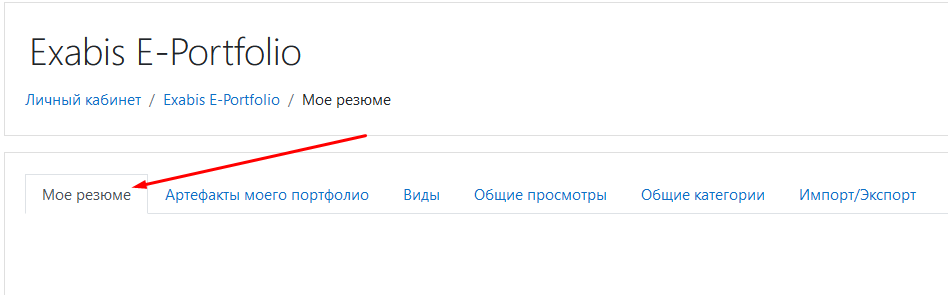 Exabis E-Portfolio
Личный кабинет / Exabis E-Portfolio / Мое резюме
Мое резюме Артефакты моего портфолио Виды Общие просмотры Общие категории Импорт/Экспорт